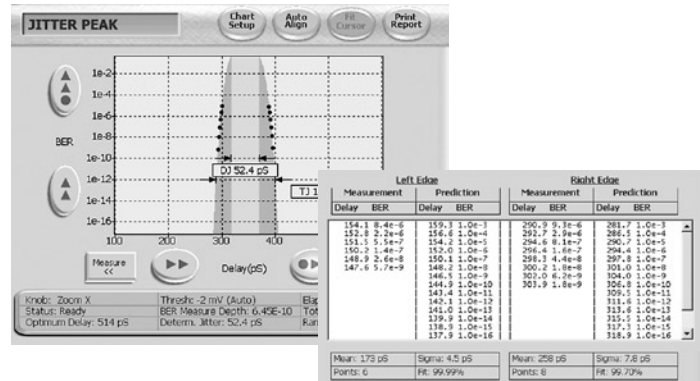 JITTER PEAK
Chart Setup
Auto Align
Fit Cursor
Print Report
BER
1e-2
1e-4
1e-6
1e-8
1e-10
1e-12
1e-14
1e-16
DJ 52.4 pS
TJ 1
100 200 300 400
Measure <<
Delay(pS)
Knob: Zoom X
Status: Ready
Optimum Delay: 514 pS
Thresh: -2 mV (Auto)
BER Measure Depth: 6.45E-10
Determ. Jitter: 52.4 pS
Elap
Tot
Ran
Left Edge Right Edge
Measurement Prediction Measurement Prediction
Delay BER Delay BER Delay BER Delay BER
154.1 8.4e-6 159.3 1.0e-3 290.9 9.3e-6 281.7 1.0e-3
152.8 2.2e-6 156.6 1.0e-4 292.7 2.9e-6 286.5 1.0e-4
151.5 5.5e-7 154.2 1.0e-5 294.6 8.1e-7 290.7 1.0e-5
150.2 1.4e-7 152.0 1.0e-6 296.4 1.6e-7 294.4 1.0e-6
148.9 2.6e-8 150.1 1.0e-7 298.3 4.4e-8 297.8 1.0e-7
147.6 5.7e-9 148.2 1.0e-8 300.2 1.8e-8 301.0 1.0e-8
146.5 1.0e-9 302.0 6.2e-9 304.0 1.0e-9
144.9 1.0e-10 303.9 1.8e-9 306.8 1.0e-10
143.4 1.0e-11 309.5 1.0e-11
142.1 1.0e-12 311.6 1.0e-12
141.0 1.0e-13 313.6 1.0e-13
139.9 1.0e-14 315.5 1.0e-14
138.9 1.0e-15 317.3 1.0e-15
137.9 1.0e-16 318.9 1.0e-16
Mean: 173 pS Sigma: 4.5 pS Mean: 258 pS Sigma: 7.8 pS
Points: 6 Fit: 99.99% Points: 8 Fit: 99.70%